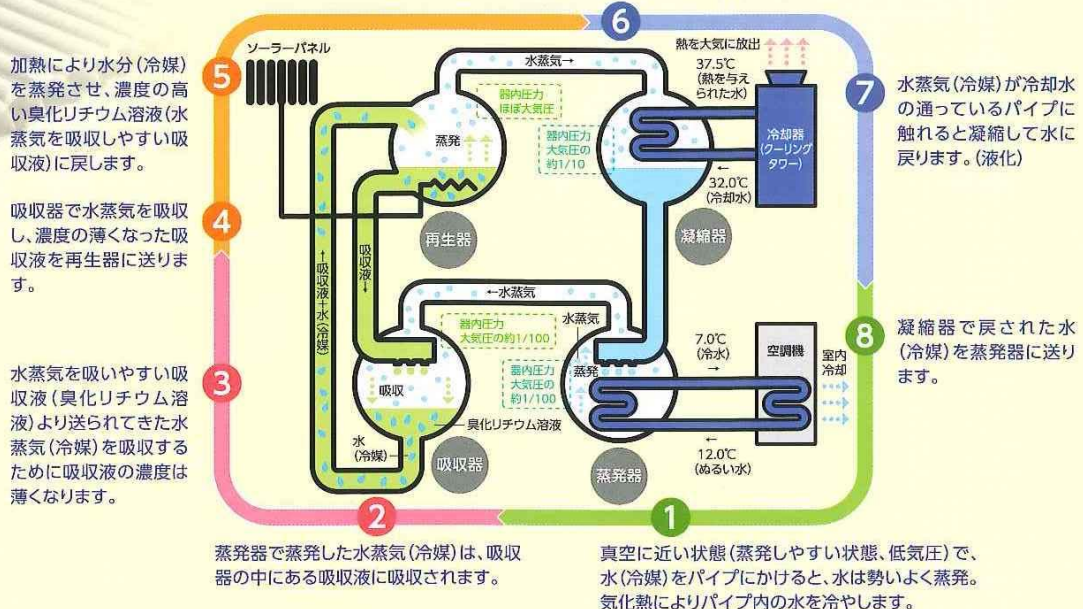 加熱により水分(冷媒)
を蒸発させ、濃度の高
い臭化リチウム溶液(水
蒸気を吸収しやすい吸
収液)に戻します。
吸収器で水蒸気を吸収
し、濃度の薄くなった吸
収液を再生器に送りま
す。
水蒸気を吸いやすい吸
収液(臭化リチウム溶
液)より送られてきた水
蒸気(冷媒)を吸収する
ために吸収液の濃度は
薄くなります。
5
4
3
6
7
8
2
1
ソーラーパネル
水蒸気→
器内圧力
ほぼ大気圧
蒸発
再生器
器内圧力
大気圧の
約1/10
凝縮器
熱を大気に放出
37.5℃
(熱を与え
られた水)
冷却器
(クーリング
タワー)
←
32.0℃
(冷却水)
←吸収液+水(冷媒)
吸収液→
←水蒸気
器内圧力
大気圧の約1/100
吸収
臭化リチウム溶液
水
(冷媒)
吸収器
水蒸気
蒸発
器内圧力
大気圧の
約1/100
蒸発器
7.0℃
(冷水)
→
空調機
室内
冷却
←
12.0℃
(ぬるい水)
水蒸気(冷媒)が冷却水
の通っているパイプに
触れると凝縮して水に
戻ります。(液化)
凝縮器で戻された水
(冷媒)を蒸発器に送り
ます。
蒸発器で蒸発した水蒸気(冷媒)は、吸収
器の中にある吸収液に吸収されます。
真空に近い状態(蒸発しやすい状態、低気圧)で、
水(冷媒)をパイプにかけると、水は勢いよく蒸発。
気化熱によりパイプ内の水を冷やします。